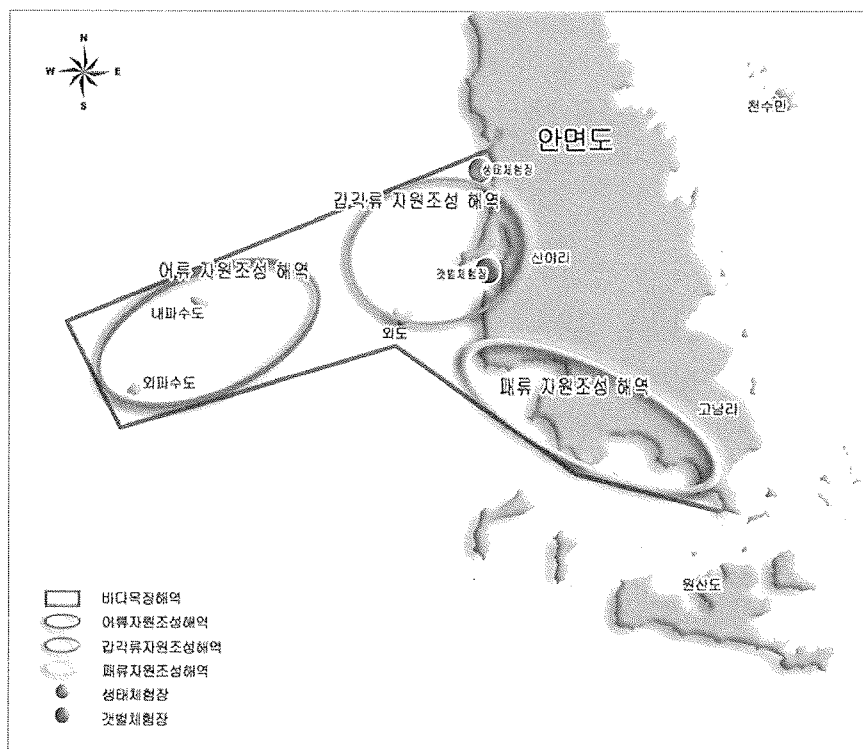 N
W E
S
천수만
안면도
생태체험장
갑각류 자원조성 해역
신야리
갯벌체험장
어류 자원조성 해역
내파수도
외도
외파수도
패류 자원조성 해역
고남리
원산도
바다목장해역
어류자원조성해역
갑각류자원조성해역
패류자원조성해역
생태체험장
갯벌체험장